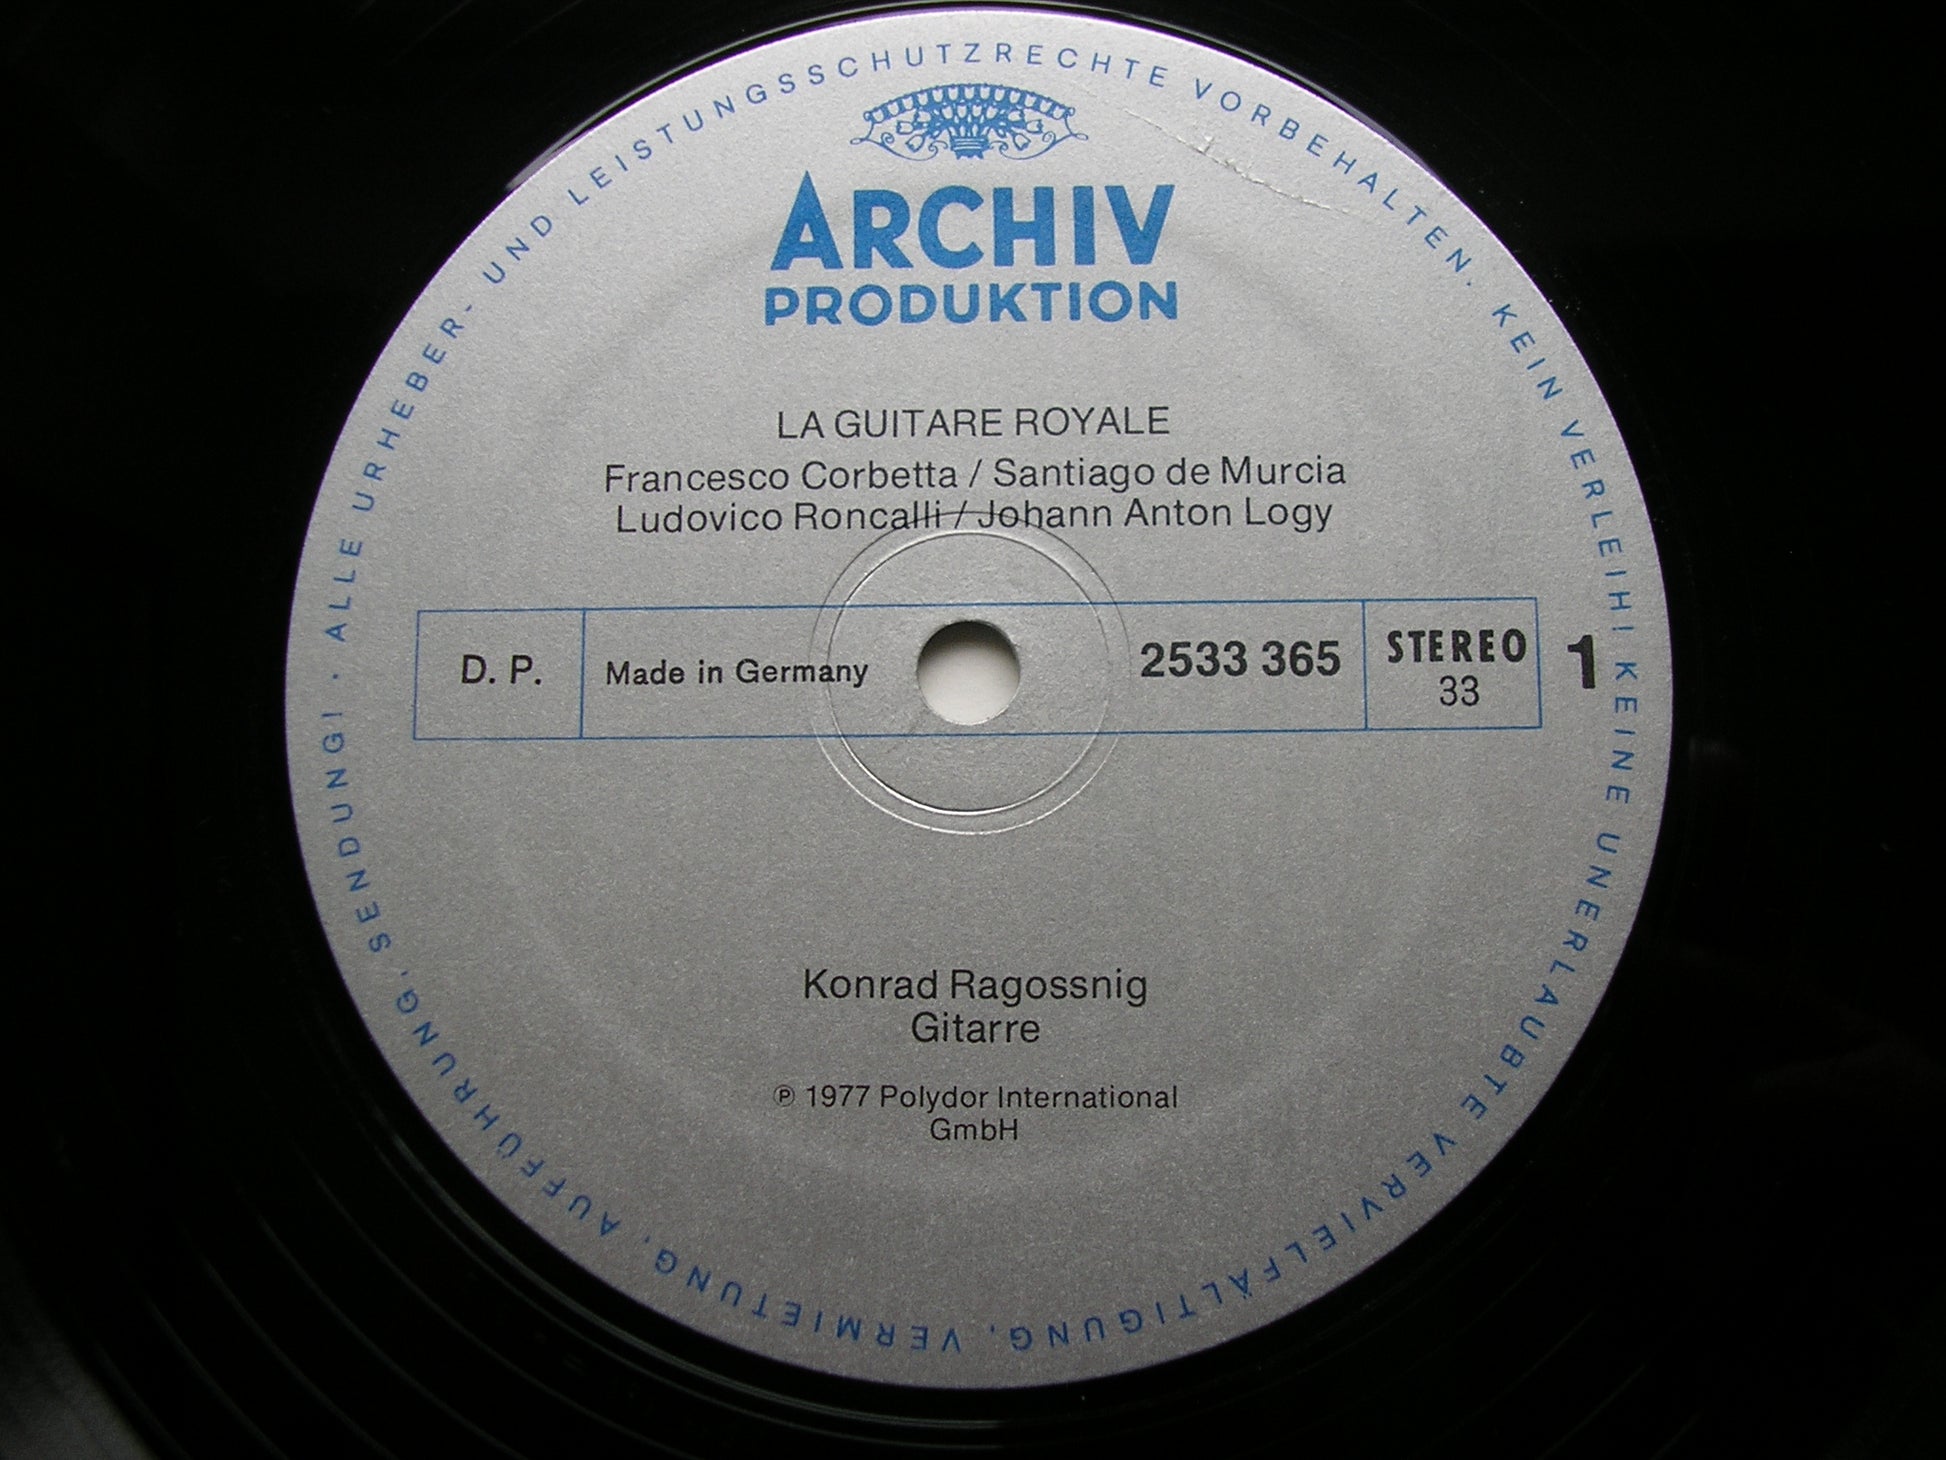 ALLE URHEBER- UND LEISTUNGSSCHUTZRECHTE VORBEHALTEN. KEIN VERLEIH! KEINE UNERLAUBTE VERVIELFÄLTIGUNG, VERMIETUNG, AUFFÜHRUNG, SENDUNG! ·
ARCHIV
PRODUKTION
LA GUITARE ROYALE
Francesco Corbetta / Santiago de Murcia
Ludovico Roncalli / Johann Anton Logy
D. P. Made in Germany 2533 365 STEREO 1
33
Konrad Ragossnig
Gitarre
℗ 1977 Polydor International
GmbH